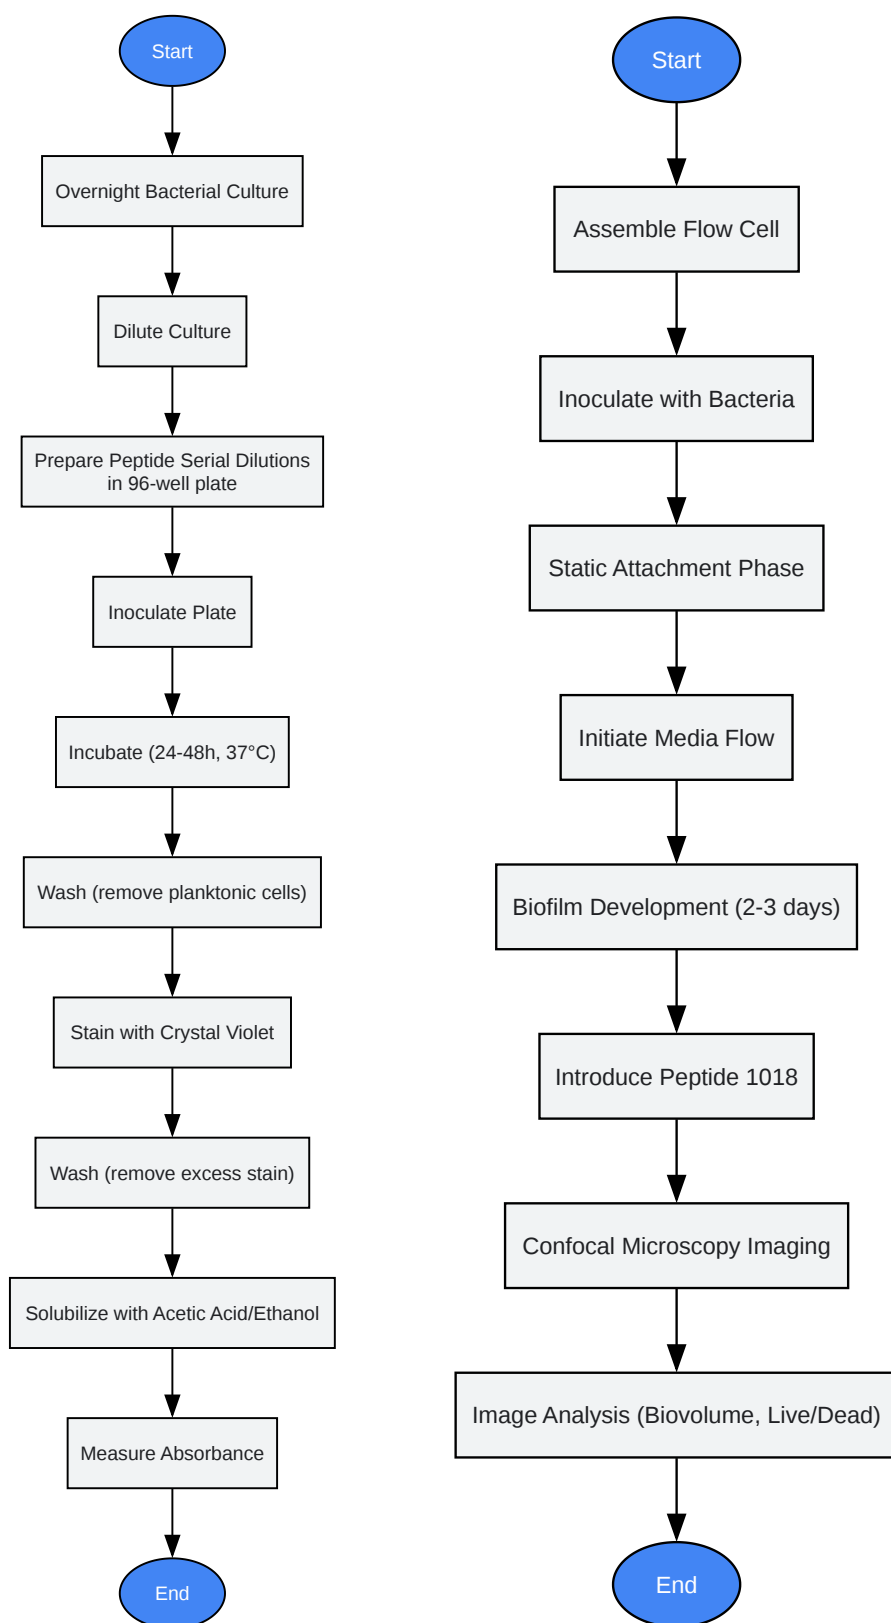 Start
Overnight Bacterial Culture
Dilute Culture
Prepare Peptide Serial Dilutions
in 96-well plate
Inoculate Plate
Incubate (24-48h, 37°C)
Wash (remove planktonic cells)
Stain with Crystal Violet
Wash (remove excess stain)
Solubilize with Acetic Acid/Ethanol
Measure Absorbance
End
Start
Assemble Flow Cell
Inoculate with Bacteria
Static Attachment Phase
Initiate Media Flow
Biofilm Development (2-3 days)
Introduce Peptide 1018
Confocal Microscopy Imaging
Image Analysis (Biovolume, Live/Dead)
End